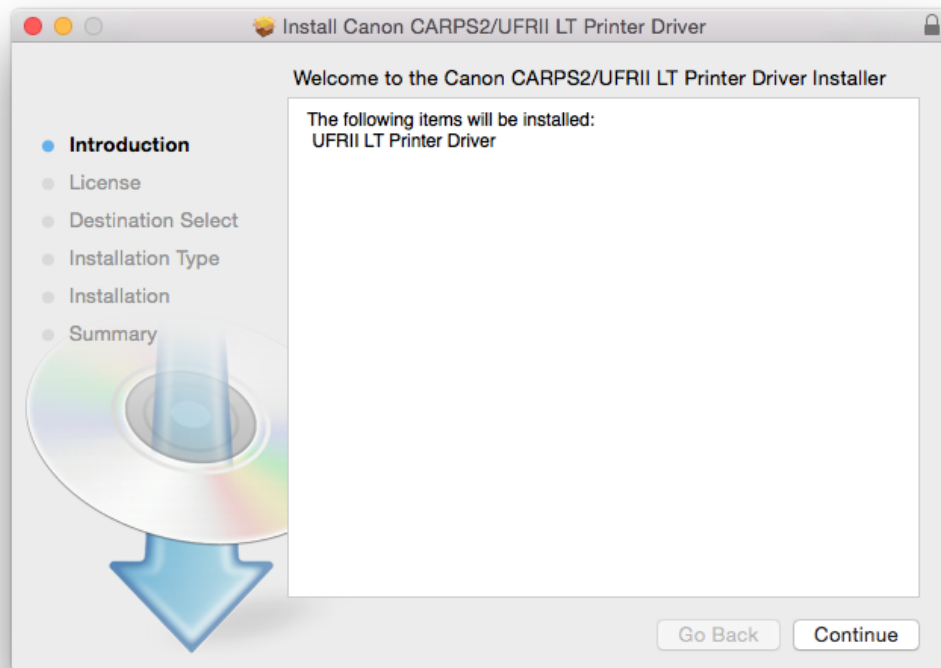 Install Canon CARPS2/UFRII LT Printer Driver
Welcome to the Canon CARPS2/UFRII LT Printer Driver Installer
Introduction
License
Destination Select
Installation Type
Installation
Summary
The following items will be installed:
UFRII LT Printer Driver
Go Back
Continue